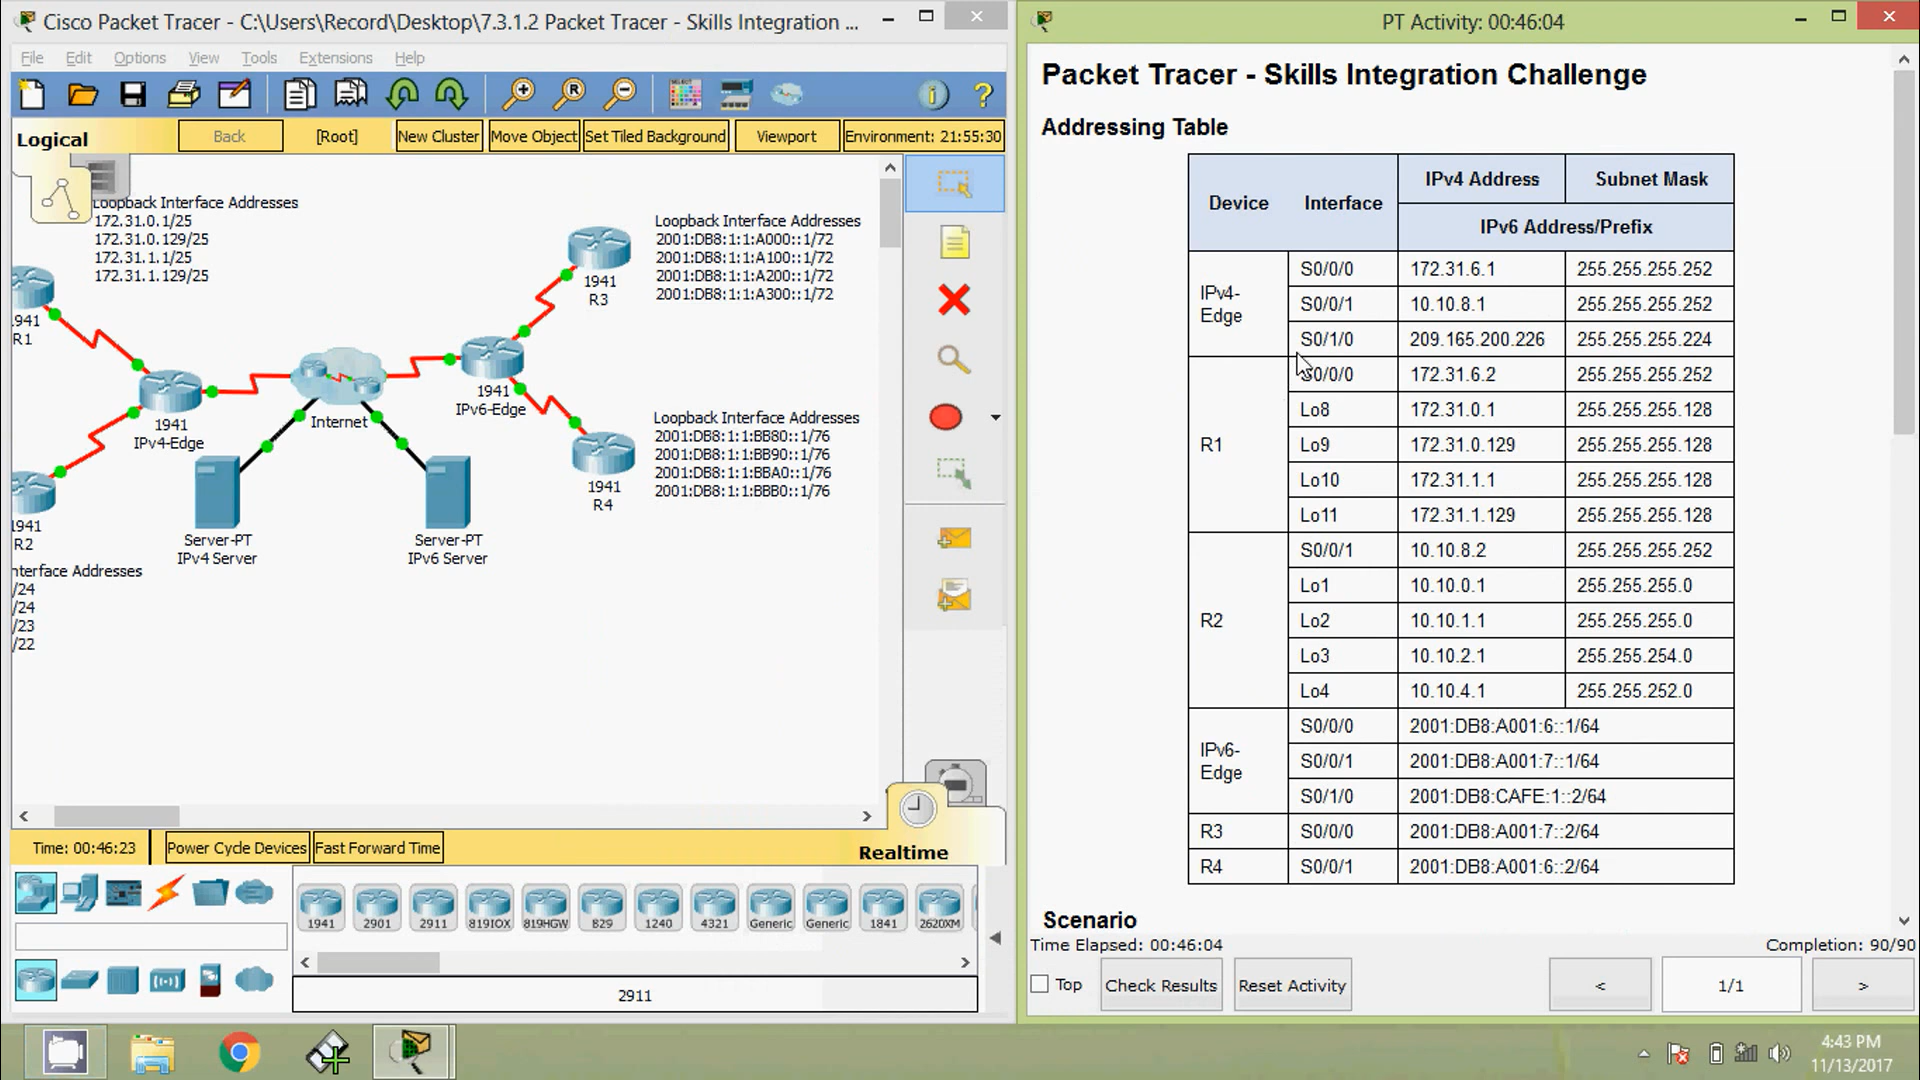 Cisco Packet Tracer - C:\Users\Record\Desktop\7.3.1.2 Packet Tracer - Skills Integration ...
File Edit Options View Tools Extensions Help
Logical Back [Root] New Cluster Move Object Set Tiled Background Viewport Environment: 21:55:30
Loopback Interface Addresses
172.31.0.1/25
172.31.0.129/25
172.31.1.1/25
172.31.1.129/25
Loopback Interface Addresses
2001:DB8:1:1:A000::1/72
2001:DB8:1:1:A100::1/72
2001:DB8:1:1:A200::1/72
2001:DB8:1:1:A300::1/72
1941
R3
1941
R1
1941
IPv4-Edge
Internet
1941
IPv6-Edge
Loopback Interface Addresses
2001:DB8:1:1:BB80::1/76
2001:DB8:1:1:BB90::1/76
2001:DB8:1:1:BBA0::1/76
2001:DB8:1:1:BBB0::1/76
1941
R4
1941
R2
Server-PT
IPv4 Server
Server-PT
IPv6 Server
nterface Addresses
/24
/24
/23
/22
Time: 00:46:23 Power Cycle Devices Fast Forward Time Realtime
1941 2901 2911 819IOX 819HGW 829 1240 4321 Generic Generic 1841 2620XM
2911
PT Activity: 00:46:04
Packet Tracer - Skills Integration Challenge
Addressing Table
Device Interface IPv4 Address Subnet Mask
IPv6 Address/Prefix
IPv4-Edge S0/0/0 172.31.6.1 255.255.255.252
S0/0/1 10.10.8.1 255.255.255.252
S0/1/0 209.165.200.226 255.255.255.224
R1 S0/0/0 172.31.6.2 255.255.255.252
Lo8 172.31.0.1 255.255.255.128
Lo9 172.31.0.129 255.255.255.128
Lo10 172.31.1.1 255.255.255.128
Lo11 172.31.1.129 255.255.255.128
R2 S0/0/1 10.10.8.2 255.255.255.252
Lo1 10.10.0.1 255.255.255.0
Lo2 10.10.1.1 255.255.255.0
Lo3 10.10.2.1 255.255.254.0
Lo4 10.10.4.1 255.255.252.0
IPv6-Edge S0/0/0 2001:DB8:A001:6::1/64
S0/0/1 2001:DB8:A001:7::1/64
S0/1/0 2001:DB8:CAFE:1::2/64
R3 S0/0/0 2001:DB8:A001:7::2/64
R4 S0/0/1 2001:DB8:A001:6::2/64
Scenario
Time Elapsed: 00:46:04 Completion: 90/90
Top Check Results Reset Activity < 1/1 >
4:43 PM
11/13/2017